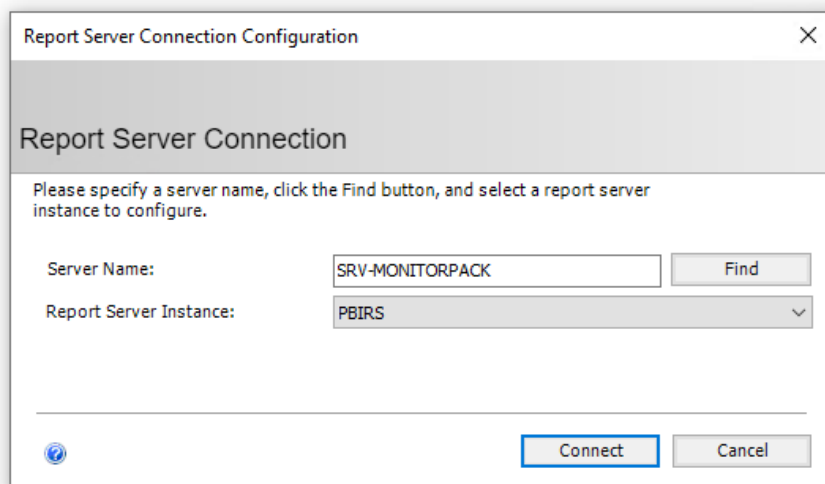 Report Server Connection Configuration
Report Server Connection
Please specify a server name, click the Find button, and select a report server
instance to configure.
Server Name:
SRV-MONITORPACK
Find
Report Server Instance:
PBIRS
Connect
Cancel